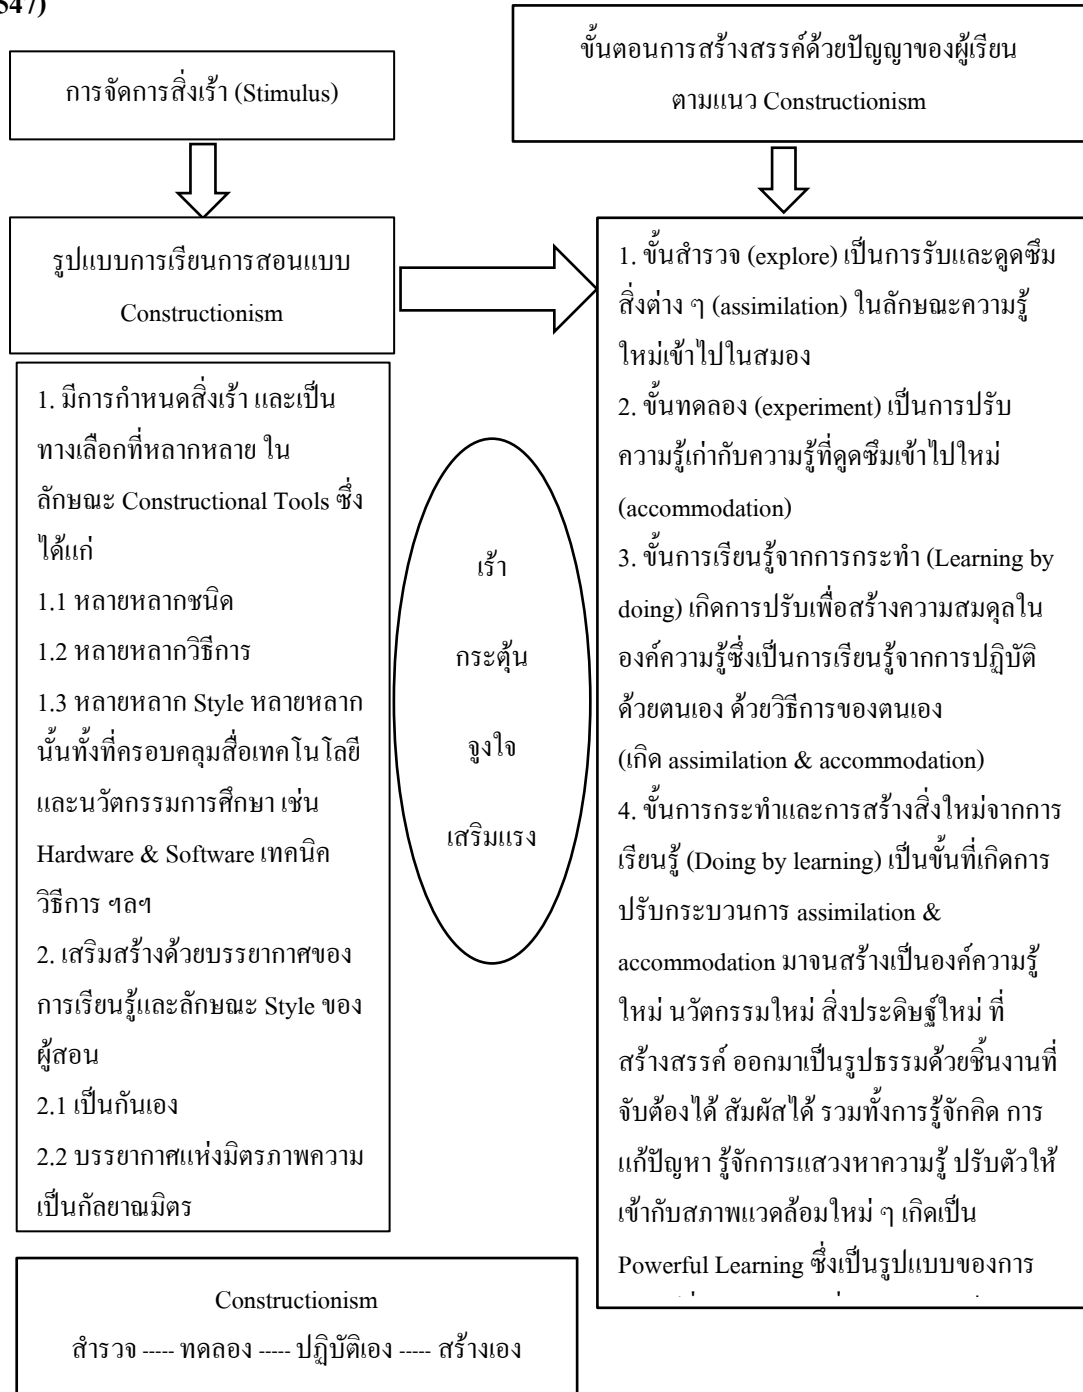 547)
การจัดการสิ่งเร้า (Stimulus)
ขั้นตอนการสร้างสรรค์ด้วยปัญญาของผู้เรียน
ตามแนว Constructionism
รูปแบบการเรียนการสอนแบบ
Constructionism
1. มีการกำหนดสิ่งเร้า และเป็น
ทางเลือกที่หลากหลาย ใน
ลักษณะ Constructional Tools ซึ่ง
ได้แก่
1.1 หลายหลากชนิด
1.2 หลายหลากวิธีการ
1.3 หลายหลาก Style หลายหลาก
นั้นทั้งที่ครอบคลุมสื่อเทคโนโลยี
และนวัตกรรมการศึกษา เช่น
Hardware & Software เทคนิค
วิธีการ ฯลฯ
2. เสริมสร้างด้วยบรรยากาศของ
การเรียนรู้และลักษณะ Style ของ
ผู้สอน
2.1 เป็นกันเอง
2.2 บรรยากาศแห่งมิตรภาพความ
เป็นกัลยาณมิตร
เร้า
กระตุ้น
จูงใจ
เสริมแรง
1. ขั้นสำรวจ (explore) เป็นการรับและดูดซึม
สิ่งต่าง ๆ (assimilation) ในลักษณะความรู้
ใหม่เข้าไปในสมอง
2. ขั้นทดลอง (experiment) เป็นการปรับ
ความรู้เก่ากับความรู้ที่ดูดซึมเข้าไปใหม่
(accommodation)
3. ขั้นการเรียนรู้จากการกระทำ (Learning by
doing) เกิดการปรับเพื่อสร้างความสมดุลใน
องค์ความรู้ซึ่งเป็นการเรียนรู้จากการปฏิบัติ
ด้วยตนเอง ด้วยวิธีการของตนเอง
(เกิด assimilation & accommodation)
4. ขั้นการกระทำและการสร้างสิ่งใหม่จากการ
เรียนรู้ (Doing by learning) เป็นขั้นที่เกิดการ
ปรับกระบวนการ assimilation &
accommodation มาจนสร้างเป็นองค์ความรู้
ใหม่ นวัตกรรมใหม่ สิ่งประดิษฐ์ใหม่ ที่
สร้างสรรค์ ออกมาเป็นรูปธรรมด้วยชิ้นงานที่
จับต้องได้ สัมผัสได้ รวมทั้งการรู้จักคิด การ
แก้ปัญหา รู้จักการแสวงหาความรู้ ปรับตัวให้
เข้ากับสภาพแวดล้อมใหม่ ๆ เกิดเป็น
Powerful Learning ซึ่งเป็นรูปแบบของการ
Constructionism
สำรวจ ----- ทดลอง ----- ปฏิบัติเอง ----- สร้างเอง